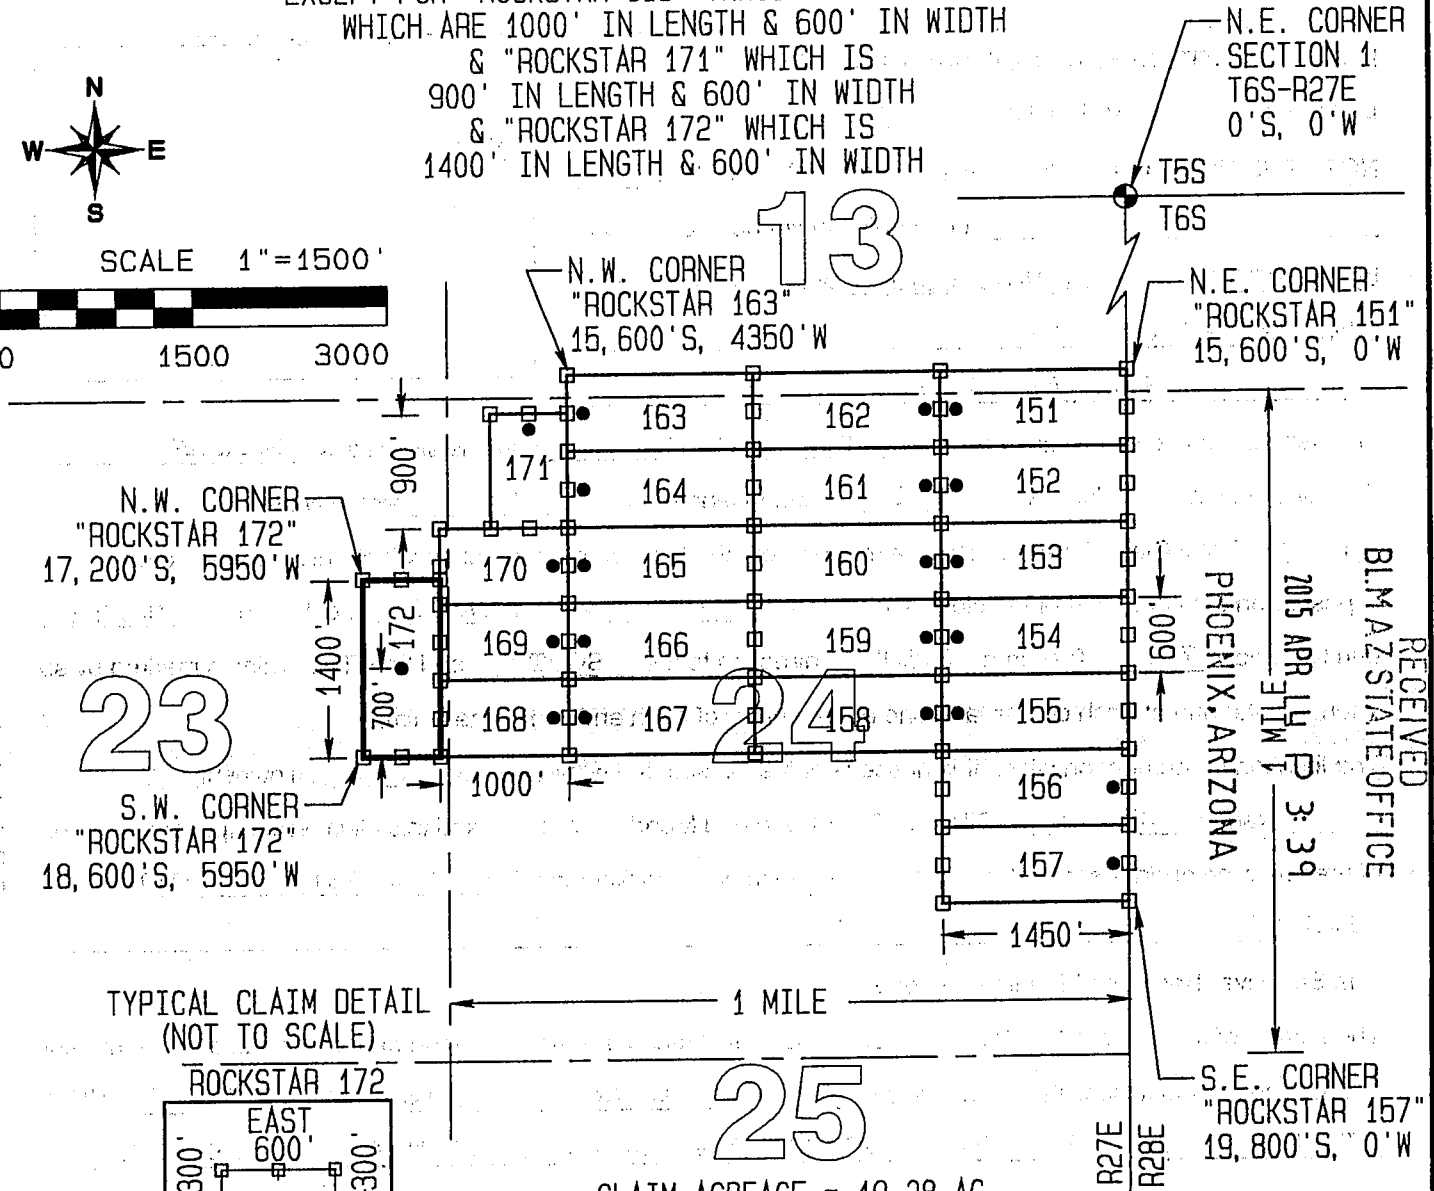 WHICH ARE 1000' IN LENGTH & 600' IN WIDTH
& "ROCKSTAR 171" WHICH IS
900' IN LENGTH & 600' IN WIDTH
& "ROCKSTAR 172" WHICH IS
1400' IN LENGTH & 600' IN WIDTH
N.E. CORNER
SECTION 1
T6S-R27E
0'S, 0'W
N
W E
S
T5S
T6S
13
SCALE 1"=1500'
0 1500 3000
N.W. CORNER
"ROCKSTAR 163"
15,600'S, 4350'W
N.E. CORNER
"ROCKSTAR 151"
15,600'S, 0'W
163 162 151
900'
171
164 161 152
N.W. CORNER
"ROCKSTAR 172"
17,200'S, 5950'W
170 165 160 153
1400'
172
700'
169 166 159 154
600'
23
24
168 167 158 155
1000'
156
S.W. CORNER
"ROCKSTAR 172"
18,600'S, 5950'W
157
1450'
1 MILE
RECEIVED
BLM AZ STATE OFFICE
2015 APR 14 P 3:39
PHOENIX, ARIZONA
TYPICAL CLAIM DETAIL
(NOT TO SCALE)
1 MILE
ROCKSTAR 172
EAST
600'
300' 300'
25
S.E. CORNER
"ROCKSTAR 157"
19,800'S, 0'W
R27E
R28E